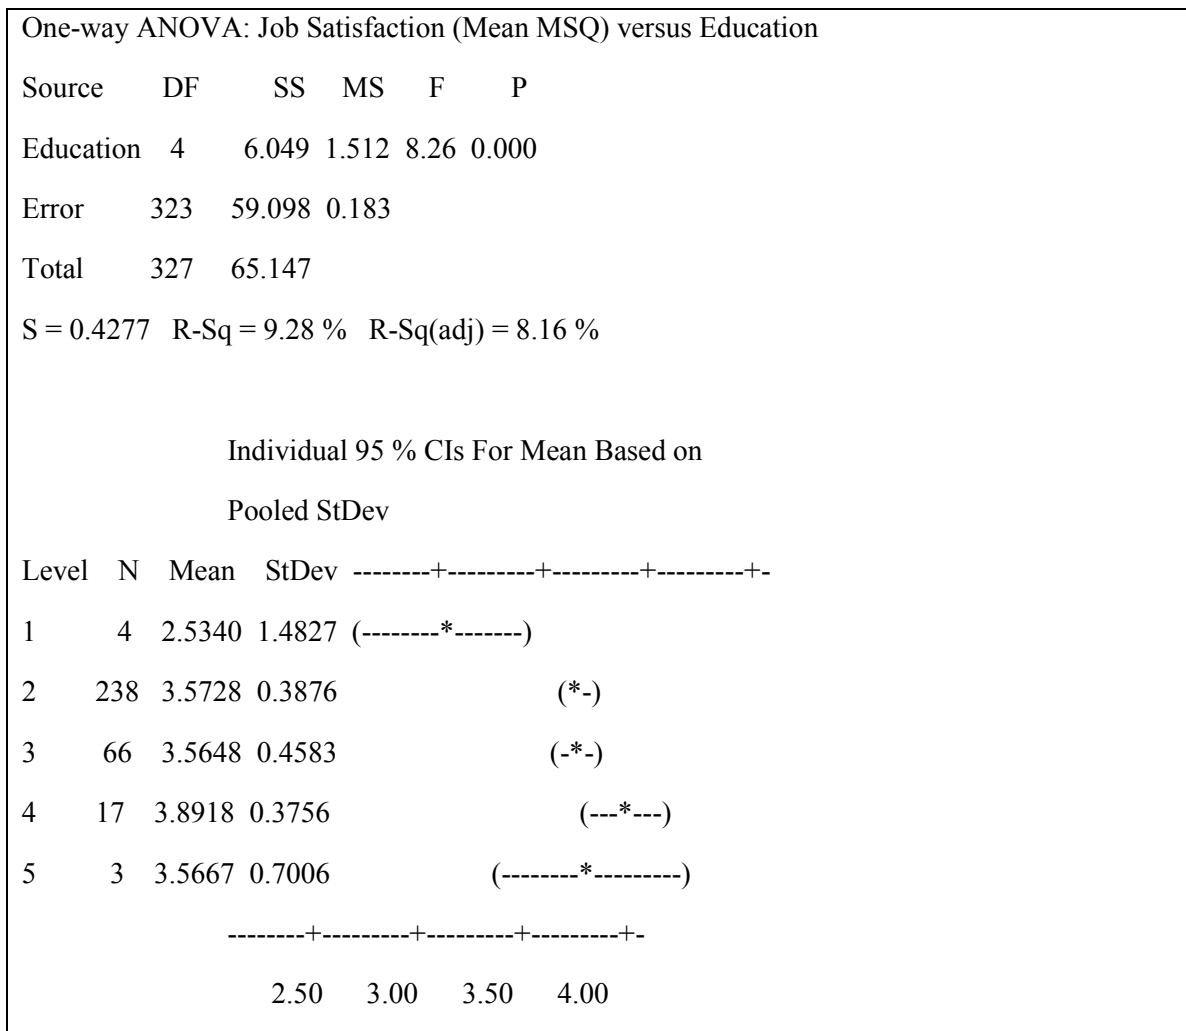 One-way ANOVA: Job Satisfaction (Mean MSQ) versus Education
Source DF SS MS F P
Education 4 6.049 1.512 8.26 0.000
Error 323 59.098 0.183
Total 327 65.147
S = 0.4277 R-Sq = 9.28 % R-Sq(adj) = 8.16 %
Individual 95 % CIs For Mean Based on
Pooled StDev
Level N Mean StDev --------+---------+---------+---------+-
1 4 2.5340 1.4827 (--------*-------)
2 238 3.5728 0.3876 (*-)
3 66 3.5648 0.4583 (-*-)
4 17 3.8918 0.3756 (---*---)
5 3 3.5667 0.7006 (--------*---------)
--------+---------+---------+---------+-
2.50 3.00 3.50 4.00